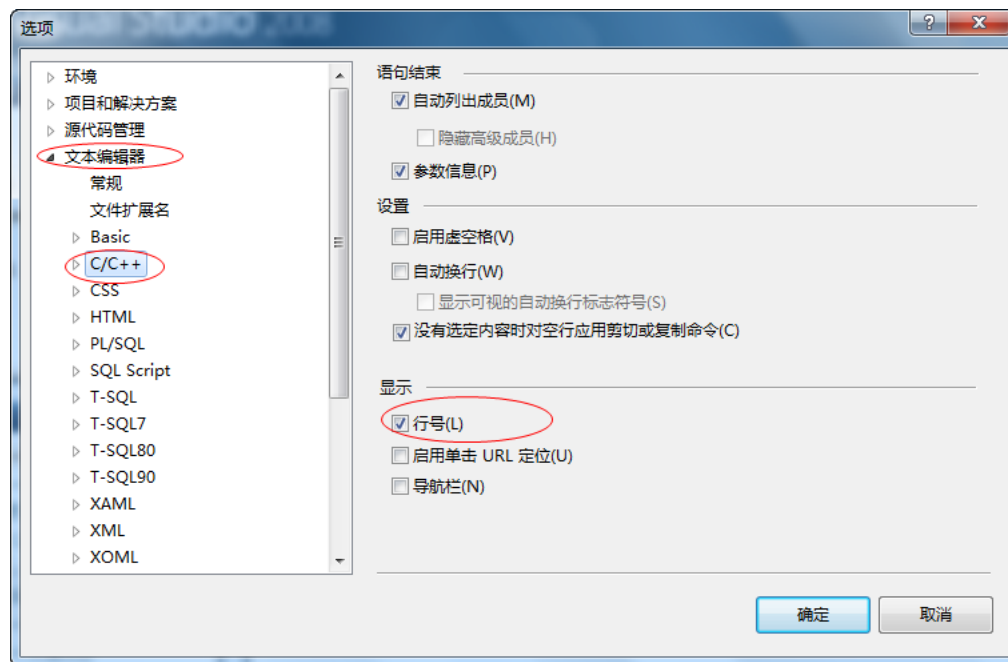 选项
环境
项目和解决方案
源代码管理
文本编辑器
常规
文件扩展名
Basic
C/C++
CSS
HTML
PL/SQL
SQL Script
T-SQL
T-SQL7
T-SQL80
T-SQL90
XAML
XML
XOML
语句结束
自动列出成员(M)
隐藏高级成员(H)
参数信息(P)
设置
启用虚空格(V)
自动换行(W)
显示可视的自动换行标志符号(S)
没有选定内容时对空行应用剪切或复制命令(C)
显示
行号(L)
启用单击 URL 定位(U)
导航栏(N)
确定
取消